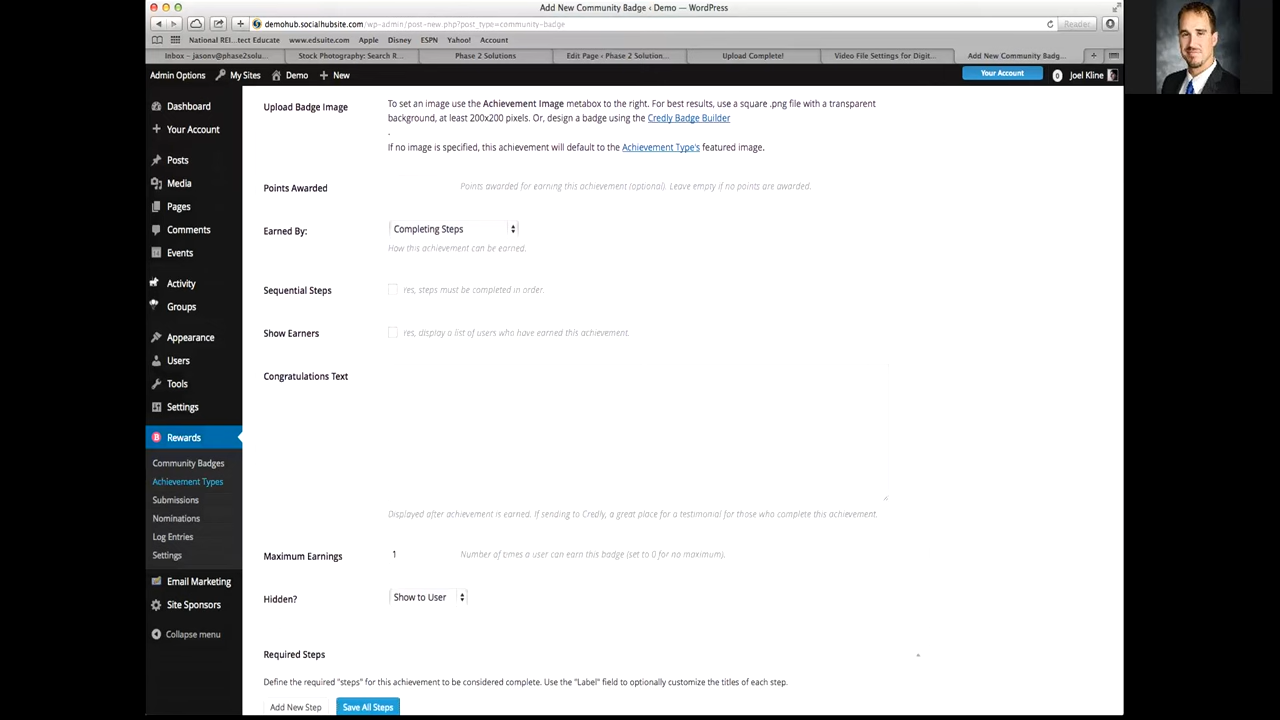 Add New Community Badge ‹ Demo — WordPress
demohub.socialhubsite.com/wp-admin/post-new.php?post_type=community-badge
Reader
National REI...tect Educate www.edsuite.com Apple Disney ESPN Yahoo! Account
Inbox — jasonv@phase2solu... Stock Photography: Search R... Phase 2 Solutions Edit Page ‹ Phase 2 Solution... Upload Complete! Video File Settings for Digit... Add New Community Badg...
Admin Options My Sites Demo New Your Account 0 Joel Kline
Dashboard
Your Account
Posts
Media
Pages
Comments
Events
Activity
Groups
Appearance
Users
Tools
Settings
Rewards
Community Badges
Achievement Types
Submissions
Nominations
Log Entries
Settings
Email Marketing
Site Sponsors
Collapse menu
Upload Badge Image
To set an image use the Achievement Image metabox to the right. For best results, use a square .png file with a transparent
background, at least 200x200 pixels. Or, design a badge using the Credly Badge Builder
.
If no image is specified, this achievement will default to the Achievement Type's featured image.
Points Awarded Points awarded for earning this achievement (optional). Leave empty if no points are awarded.
Earned By: Completing Steps
How this achievement can be earned.
Sequential Steps Yes, steps must be completed in order.
Show Earners Yes, display a list of users who have earned this achievement.
Congratulations Text
Displayed after achievement is earned. If sending to Credly, a great place for a testimonial for those who complete this achievement.
Maximum Earnings 1 Number of times a user can earn this badge (set to 0 for no maximum).
Hidden? Show to User
Required Steps
Define the required "steps" for this achievement to be considered complete. Use the "Label" field to optionally customize the titles of each step.
Add New Step Save All Steps